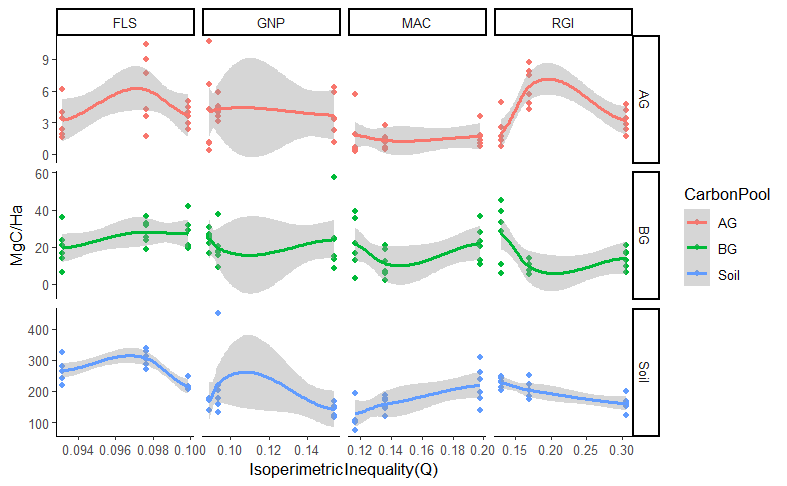 FLS GNP MAC RGI
9
6
3
0
AG
60
40
20
0
BG
400
300
200
100
Soil
MgC/Ha
0.094 0.096 0.098 0.100 0.10 0.12 0.14 0.12 0.14 0.16 0.18 0.20 0.15 0.20 0.25 0.30
IsoperimetricInequality(Q)
CarbonPool
AG
BG
Soil